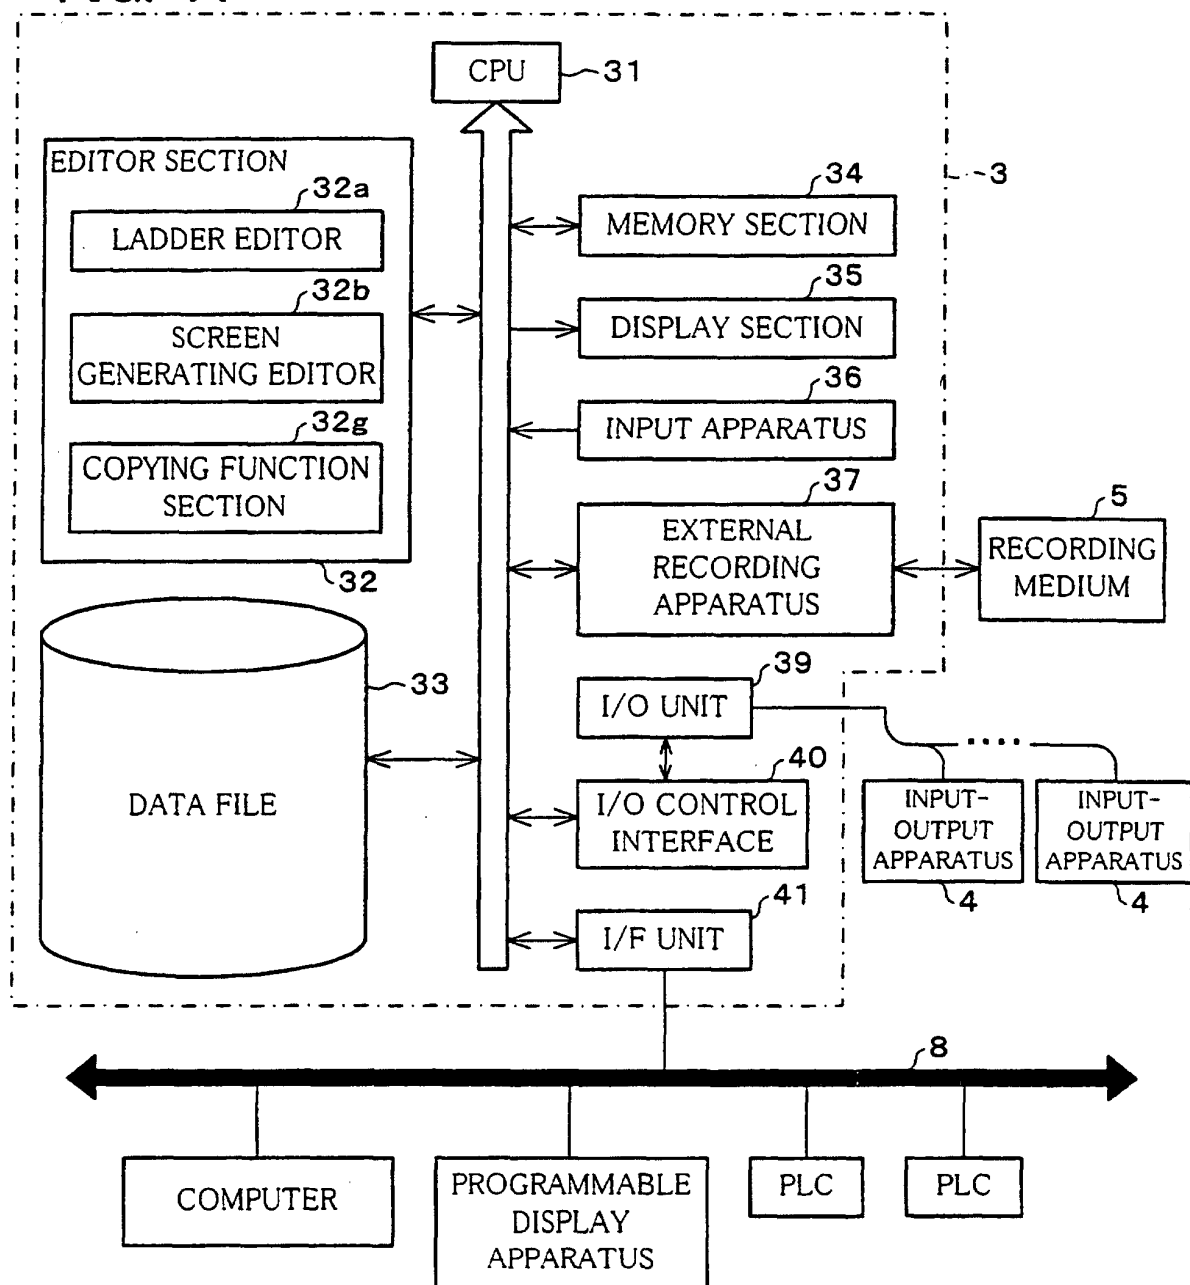 CPU
31
EDITOR SECTION
32a
LADDER EDITOR
32b
SCREEN
GENERATING EDITOR
32g
COPYING FUNCTION
SECTION
32
33
DATA FILE
3
34
MEMORY SECTION
35
DISPLAY SECTION
36
INPUT APPARATUS
37
EXTERNAL
RECORDING
APPARATUS
5
RECORDING
MEDIUM
39
I/O UNIT
40
I/O CONTROL
INTERFACE
INPUT-
OUTPUT
APPARATUS
4
INPUT-
OUTPUT
APPARATUS
4
41
I/F UNIT
8
COMPUTER
PROGRAMMABLE
DISPLAY
APPARATUS
PLC
PLC